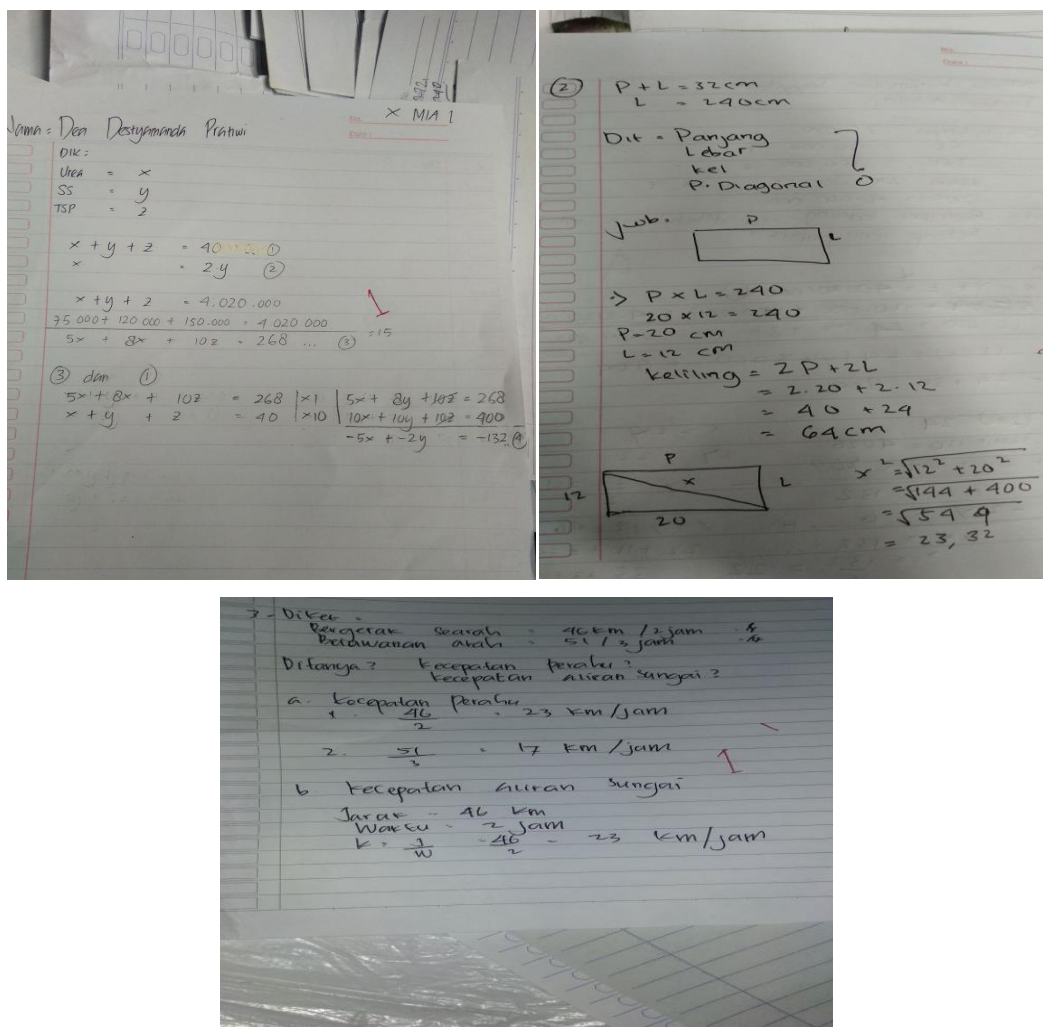 X MIA 1
Nama = Dea Destyamanda Pratiwi
DIK:
Urea = x
SS = y
TSP = z
x + y + z = 40 ①
x = 2y ②
x + y + z = 4.020.000
75.000 + 120.000 + 150.000 = 4.020.000
5x + 8x + 10z = 268 ... ③ = 15
1
③ dan ①
5x + 8x + 10z = 268 | x1 | 5x + 8y + 10z = 268
x + y + z = 40 | x10 | 10x + 10y + 10z = 400
-5x + -2y = -132 ④
② P + L = 32 cm
L = 240 cm
Dit = Panjang
Lebar
kel
P. Diagonal
Jwb.
P
L
P x L = 240
20 x 12 = 240
P = 20 cm
L = 12 cm
Keliling = 2P + 2L
= 2.20 + 2.12
= 40 + 24
= 64 cm
P
12 x L
20
x² = √12² + 20²
= √144 + 400
= √544
= 23,32
3 - Diket =
Bergerak searah = 46 km / 2 jam
Berlawanan arah = 51 / 3 jam
Ditanya? kecepatan perahu?
kecepatan aliran sungai?
a. kecepatan perahu
1. 46/2 = 23 km/jam
2. 51/3 = 17 km/jam
1
b kecepatan aliran sungai
Jarak = 46 km
Waktu = 2 jam
k = J/W = 46/2 = 23 km/jam